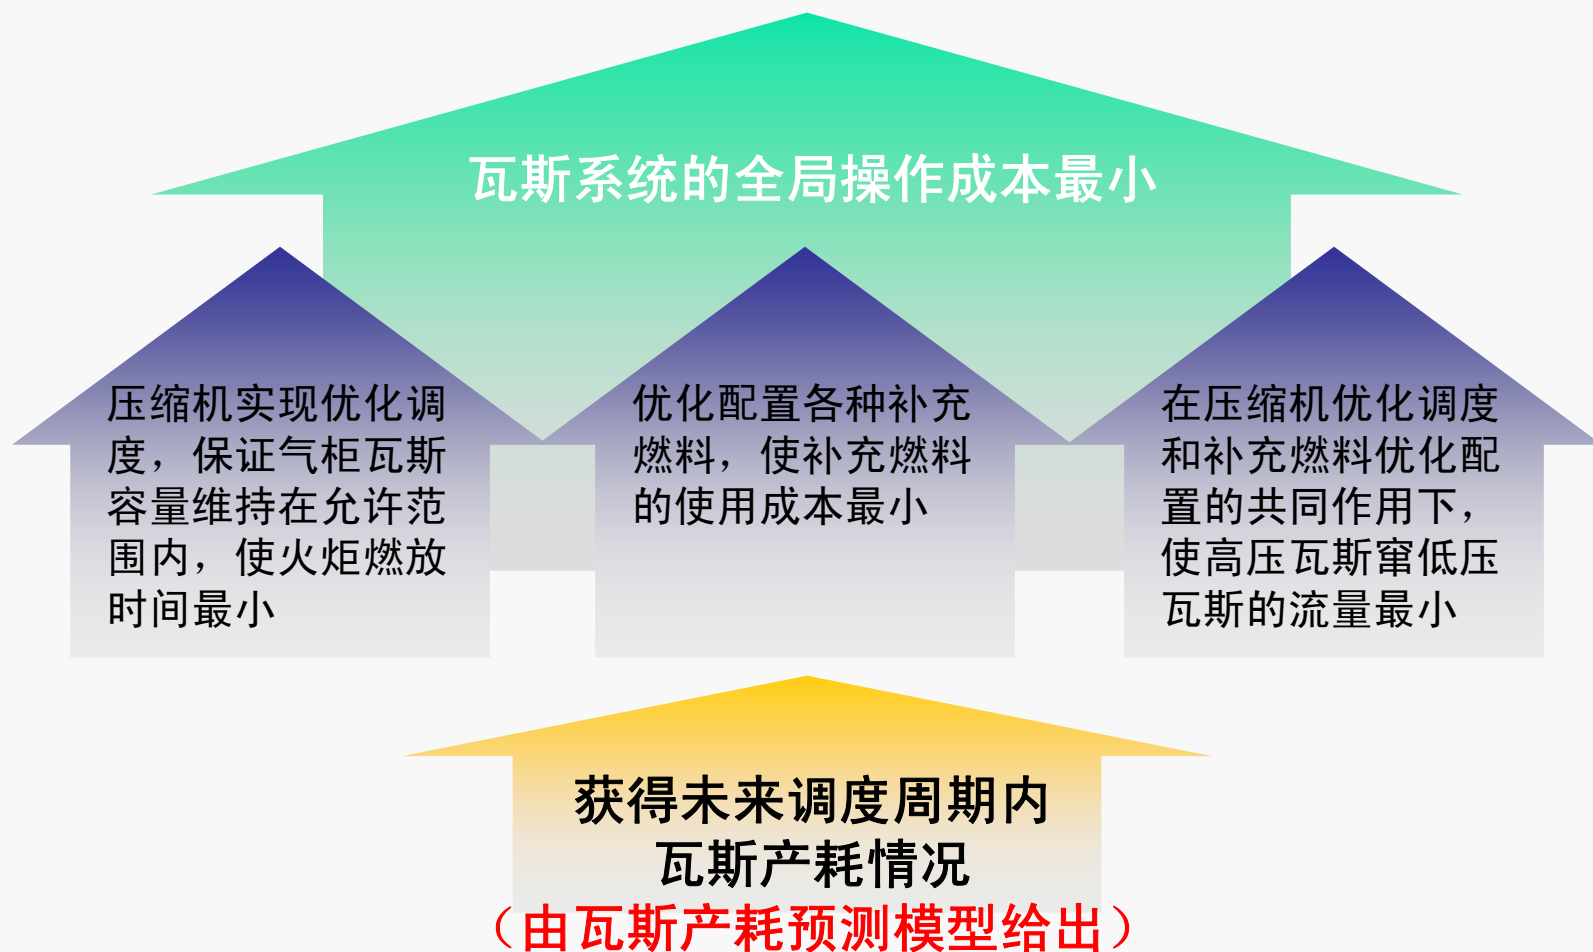 瓦斯系统的全局操作成本最小
压缩机实现优化调
度，保证气柜瓦斯
容量维持在允许范
围内，使火炬燃放
时间最小
优化配置各种补充
燃料，使补充燃料
的使用成本最小
在压缩机优化调度
和补充燃料优化配
置的共同作用下，
使高压瓦斯窜低压
瓦斯的流量最小
获得未来调度周期内
瓦斯产耗情况
（由瓦斯产耗预测模型给出）